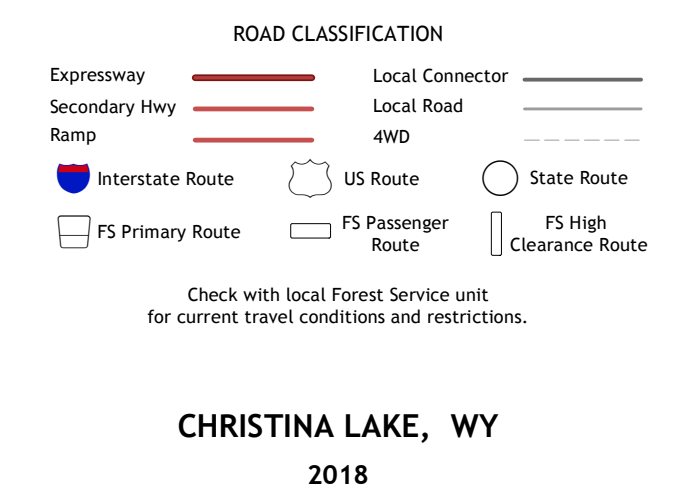 ROAD CLASSIFICATION
Expressway
Local Connector
Secondary Hwy
Local Road
Ramp
4WD
Interstate Route
US Route
State Route
FS Primary Route
FS Passenger
Route
FS High
Clearance Route
Check with local Forest Service unit
for current travel conditions and restrictions.
CHRISTINA LAKE, WY
2018